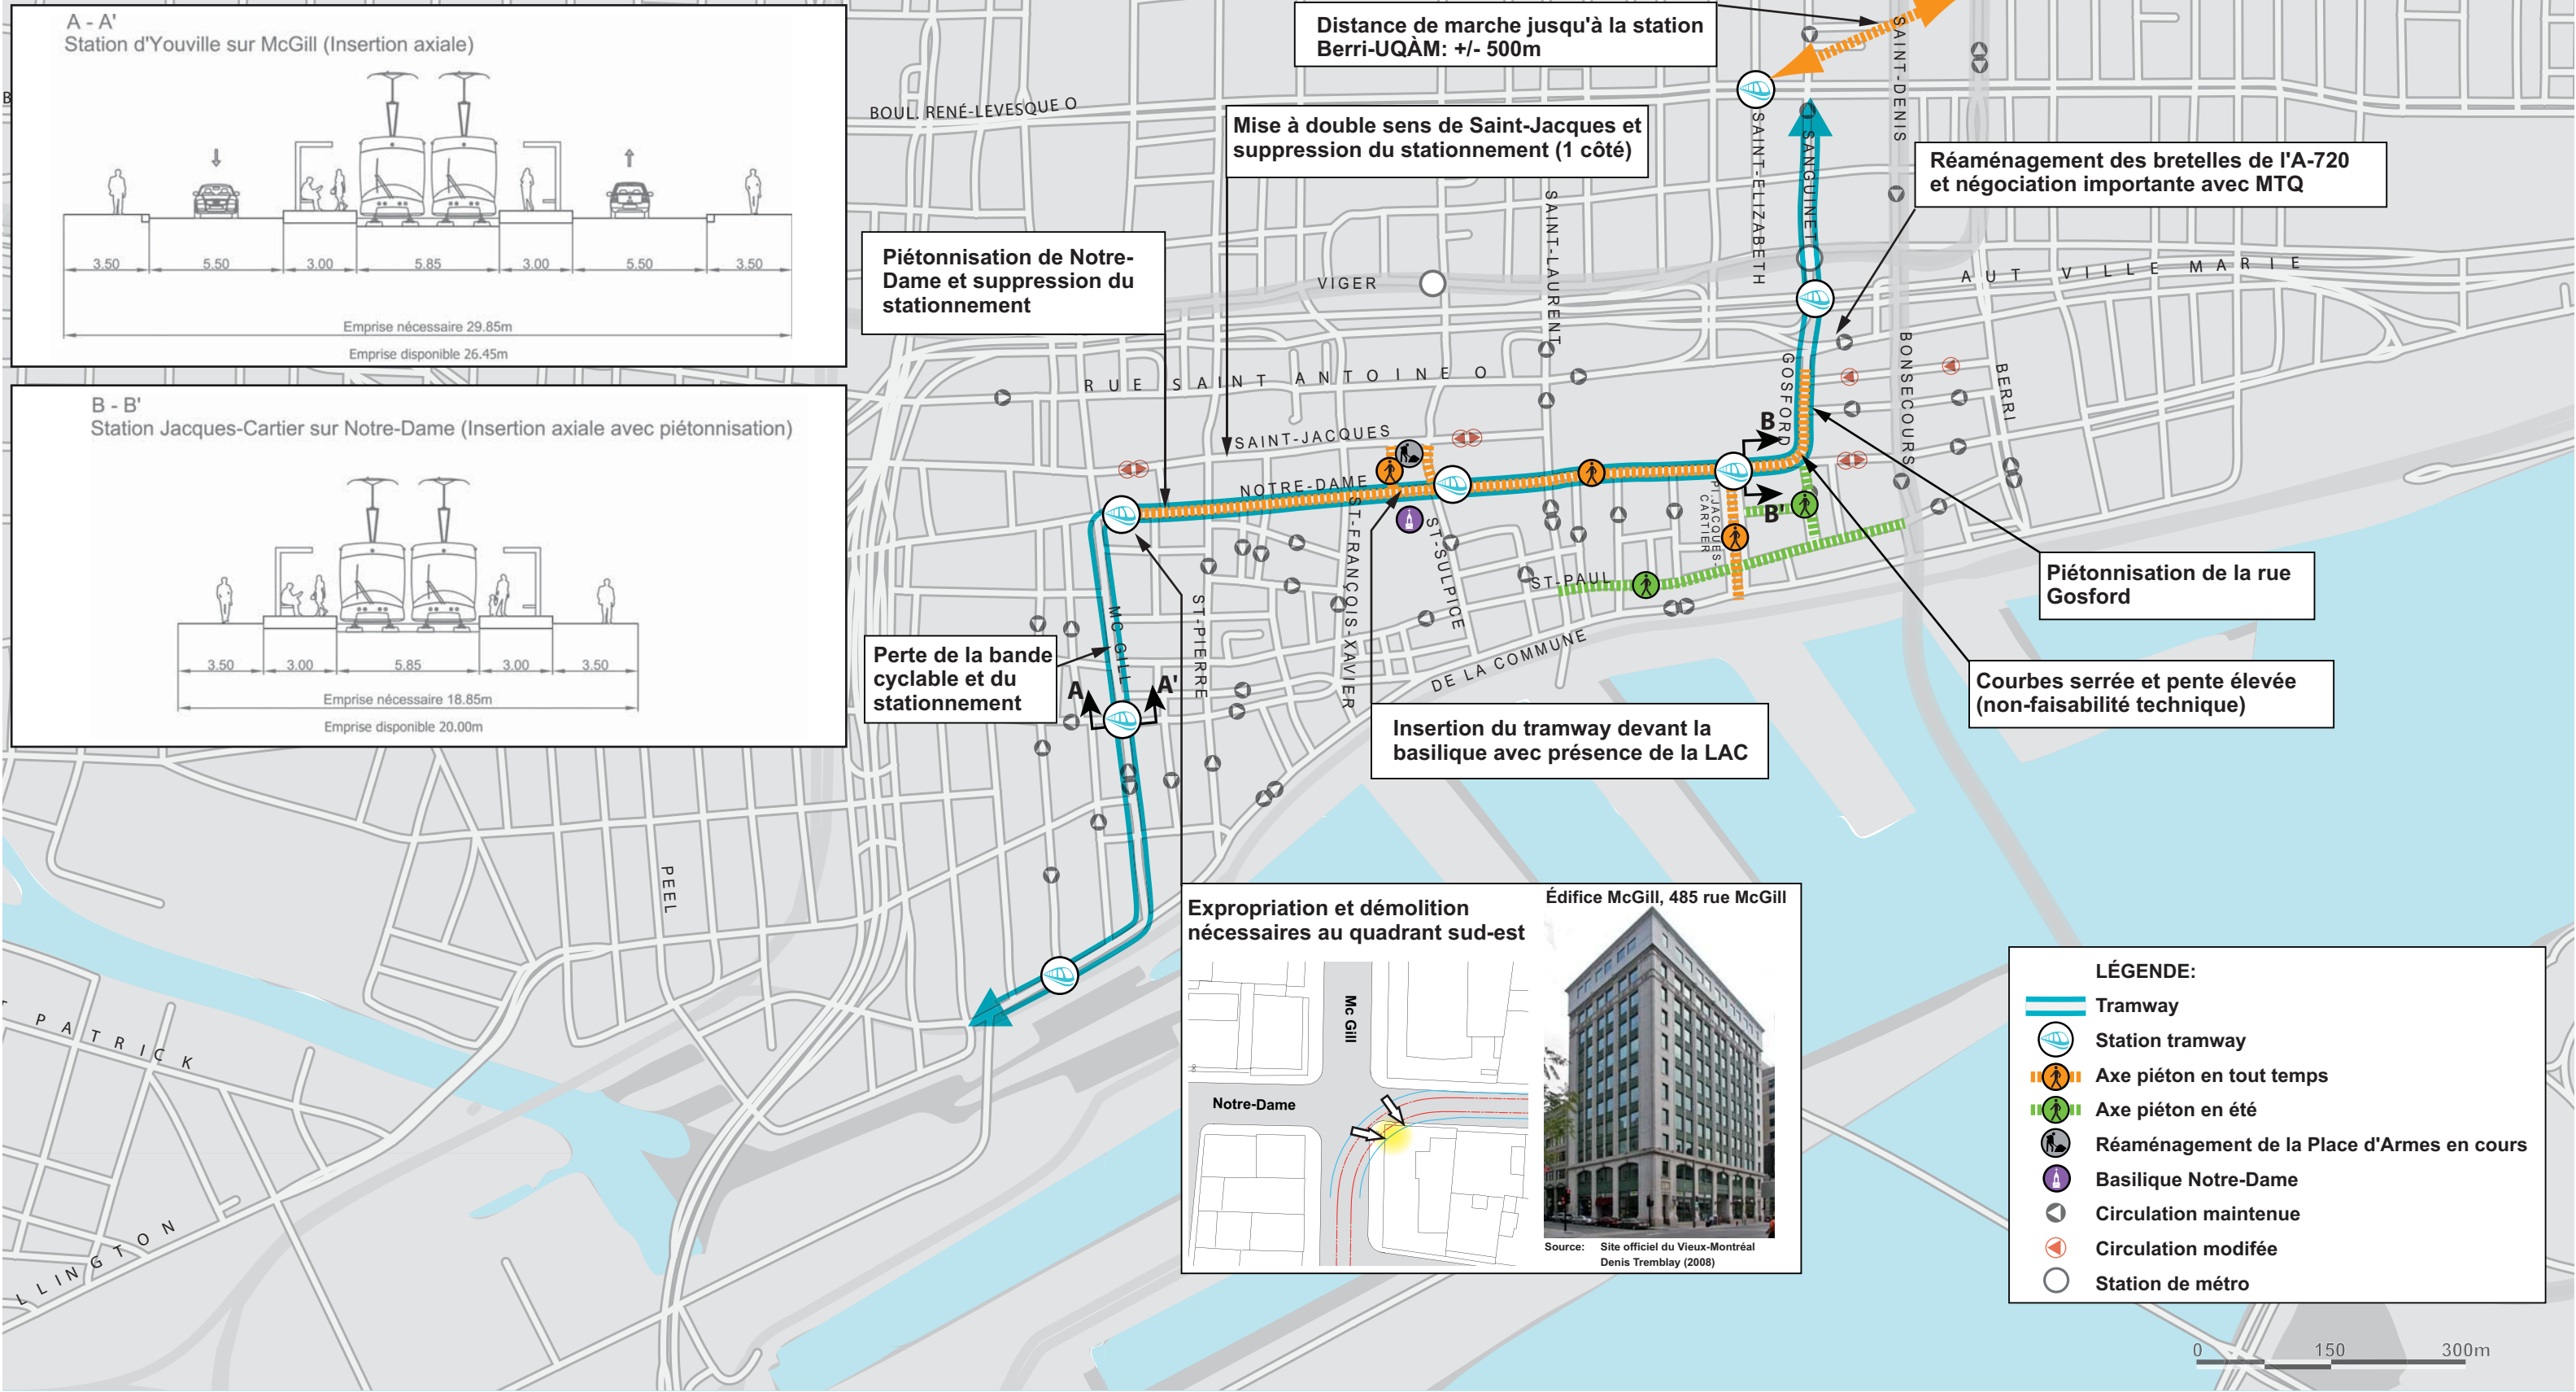 A - A'
Station d'Youville sur McGill (Insertion axiale)
3.50
5.50
3.00
5.85
3.00
5.50
3.50
Emprise nécessaire 29.85m
Emprise disponible 26.45m
B - B'
Station Jacques-Cartier sur Notre-Dame (Insertion axiale avec piétonnisation)
3.50
3.00
5.85
3.00
3.50
Emprise nécessaire 18.85m
Emprise disponible 20.00m
Distance de marche jusqu'à la station
Berri-UQÀM: +/- 500m
Mise à double sens de Saint-Jacques et
suppression du stationnement (1 côté)
Réaménagement des bretelles de l'A-720
et négociation importante avec MTQ
Piétonnisation de Notre-
Dame et suppression du
stationnement
Perte de la bande
cyclable et du
stationnement
Insertion du tramway devant la
basilique avec présence de la LAC
Piétonnisation de la rue
Gosford
Courbes serrée et pente élevée
(non-faisabilité technique)
B
BOUL. RENÉ-LEVESQUE O
SAINT-DENIS
SAINT-ELIZABETH
SANGUINET
SAINT-LAURENT
VIGER
AUT VILLE MARIE
RUE SAINT ANTOINE O
GOSFORD
BONSECOURS
BERRI
SAINT-JACQUES
NOTRE-DAME
B
B'
PL JACQUES-
CARTIER
ST-FRANÇOIS-XAVIER
ST-SULPICE
ST-PAUL
ST-PIERRE
MC GILL
DE LA COMMUNE
A
A'
PEEL
PATRICK
LLINGTON
Expropriation et démolition
nécessaires au quadrant sud-est
Édifice McGill, 485 rue McGill
Mc Gill
Notre-Dame
Source: Site officiel du Vieux-Montréal
Denis Tremblay (2008)
LÉGENDE:
Tramway
Station tramway
Axe piéton en tout temps
Axe piéton en été
Réaménagement de la Place d'Armes en cours
Basilique Notre-Dame
Circulation maintenue
Circulation modifée
Station de métro
0
150
300m